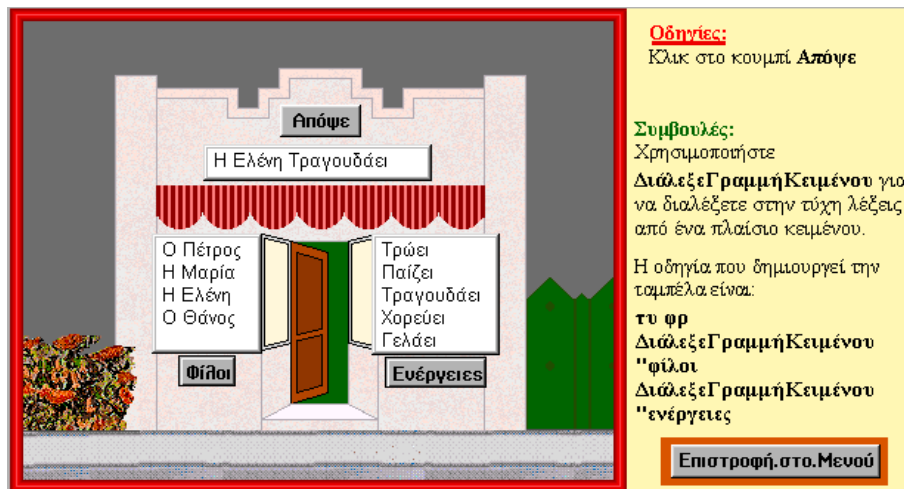 Απόψε
Η Ελένη Τραγουδάει
Ο Πέτρος
Η Μαρία
Η Ελένη
Ο Θάνος
Φίλοι
Τρώει
Παίζει
Τραγουδάει
Χορεύει
Γελάει
Ενέργειες
Οδηγίες:
Κλικ στο κουμπί Απόψε
Συμβουλές:
Χρησιμοποιήστε
ΔιάλεξεΓραμμήΚειμένου για
να διαλέξετε στην τύχη λέξεις
από ένα πλαίσιο κειμένου.
Η οδηγία που δημιουργεί την
ταμπέλα είναι:
τυ φρ
ΔιάλεξεΓραμμήΚειμένου
"φίλοι
ΔιάλεξεΓραμμήΚειμένου
"ενέργειες
Επιστροφή.στο.Μενού